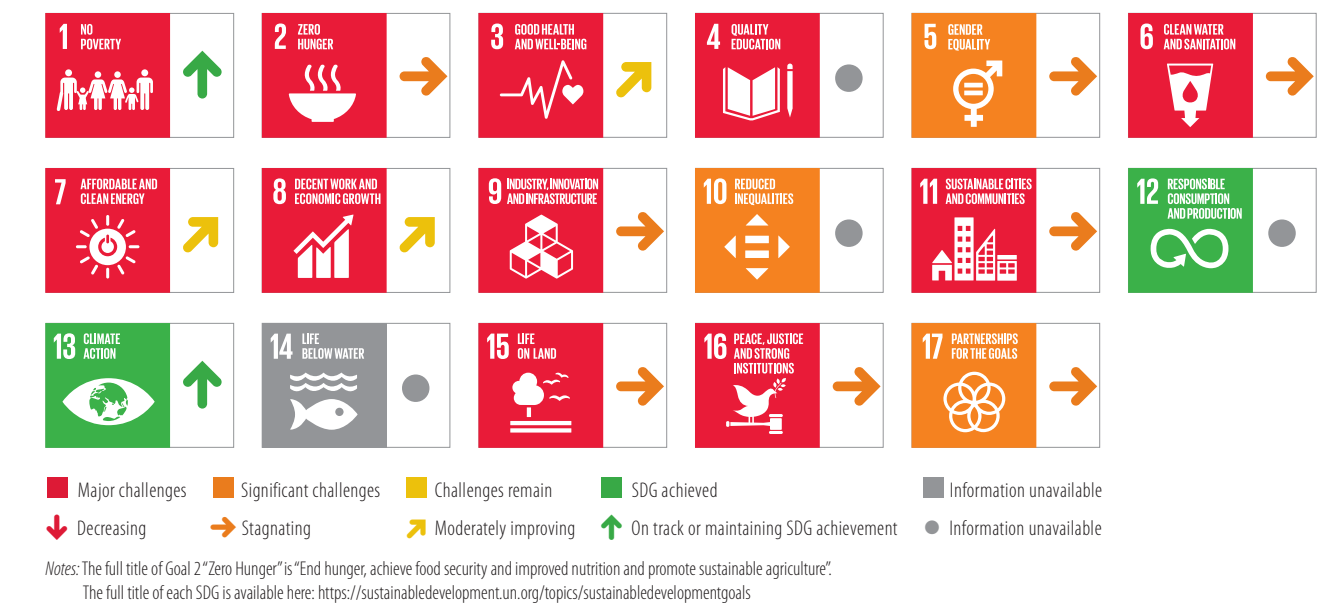 1 NO
POVERTY
2 ZERO
HUNGER
3 GOOD HEALTH
AND WELL-BEING
4 QUALITY
EDUCATION
5 GENDER
EQUALITY
6 CLEAN WATER
AND SANITATION
7 AFFORDABLE AND
CLEAN ENERGY
8 DECENT WORK AND
ECONOMIC GROWTH
9 INDUSTRY, INNOVATION
AND INFRASTRUCTURE
10 REDUCED
INEQUALITIES
11 SUSTAINABLE CITIES
AND COMMUNITIES
12 RESPONSIBLE
CONSUMPTION
AND PRODUCTION
13 CLIMATE
ACTION
14 LIFE
BELOW WATER
15 LIFE
ON LAND
16 PEACE, JUSTICE
AND STRONG
INSTITUTIONS
17 PARTNERSHIPS
FOR THE GOALS
Major challenges Significant challenges Challenges remain SDG achieved Information unavailable
Decreasing Stagnating Moderately improving On track or maintaining SDG achievement Information unavailable
Notes: The full title of Goal 2 “Zero Hunger” is “End hunger, achieve food security and improved nutrition and promote sustainable agriculture”.
The full title of each SDG is available here: https://sustainabledevelopment.un.org/topics/sustainabledevelopmentgoals